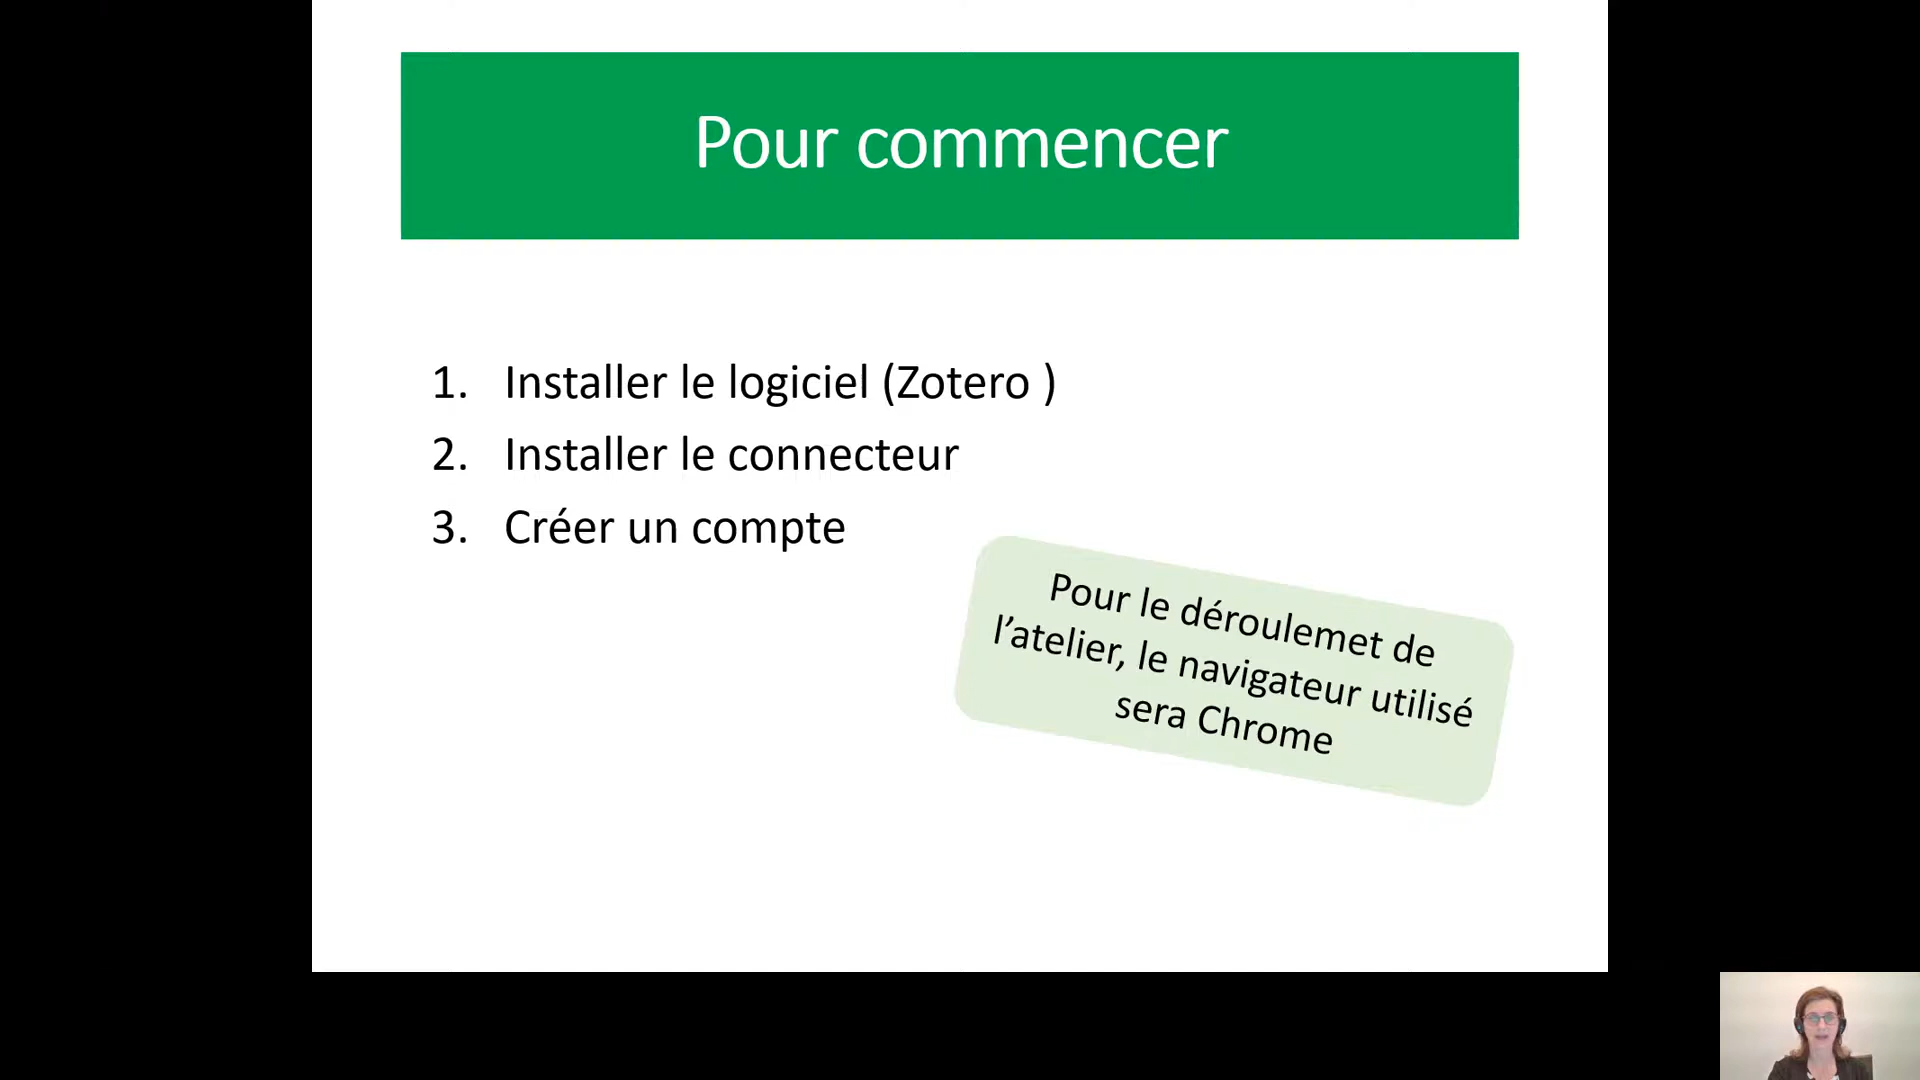 Pour commencer
1. Installer le logiciel (Zotero )
2. Installer le connecteur
3. Créer un compte
Pour le déroulemet de
l’atelier, le navigateur utilisé
sera Chrome